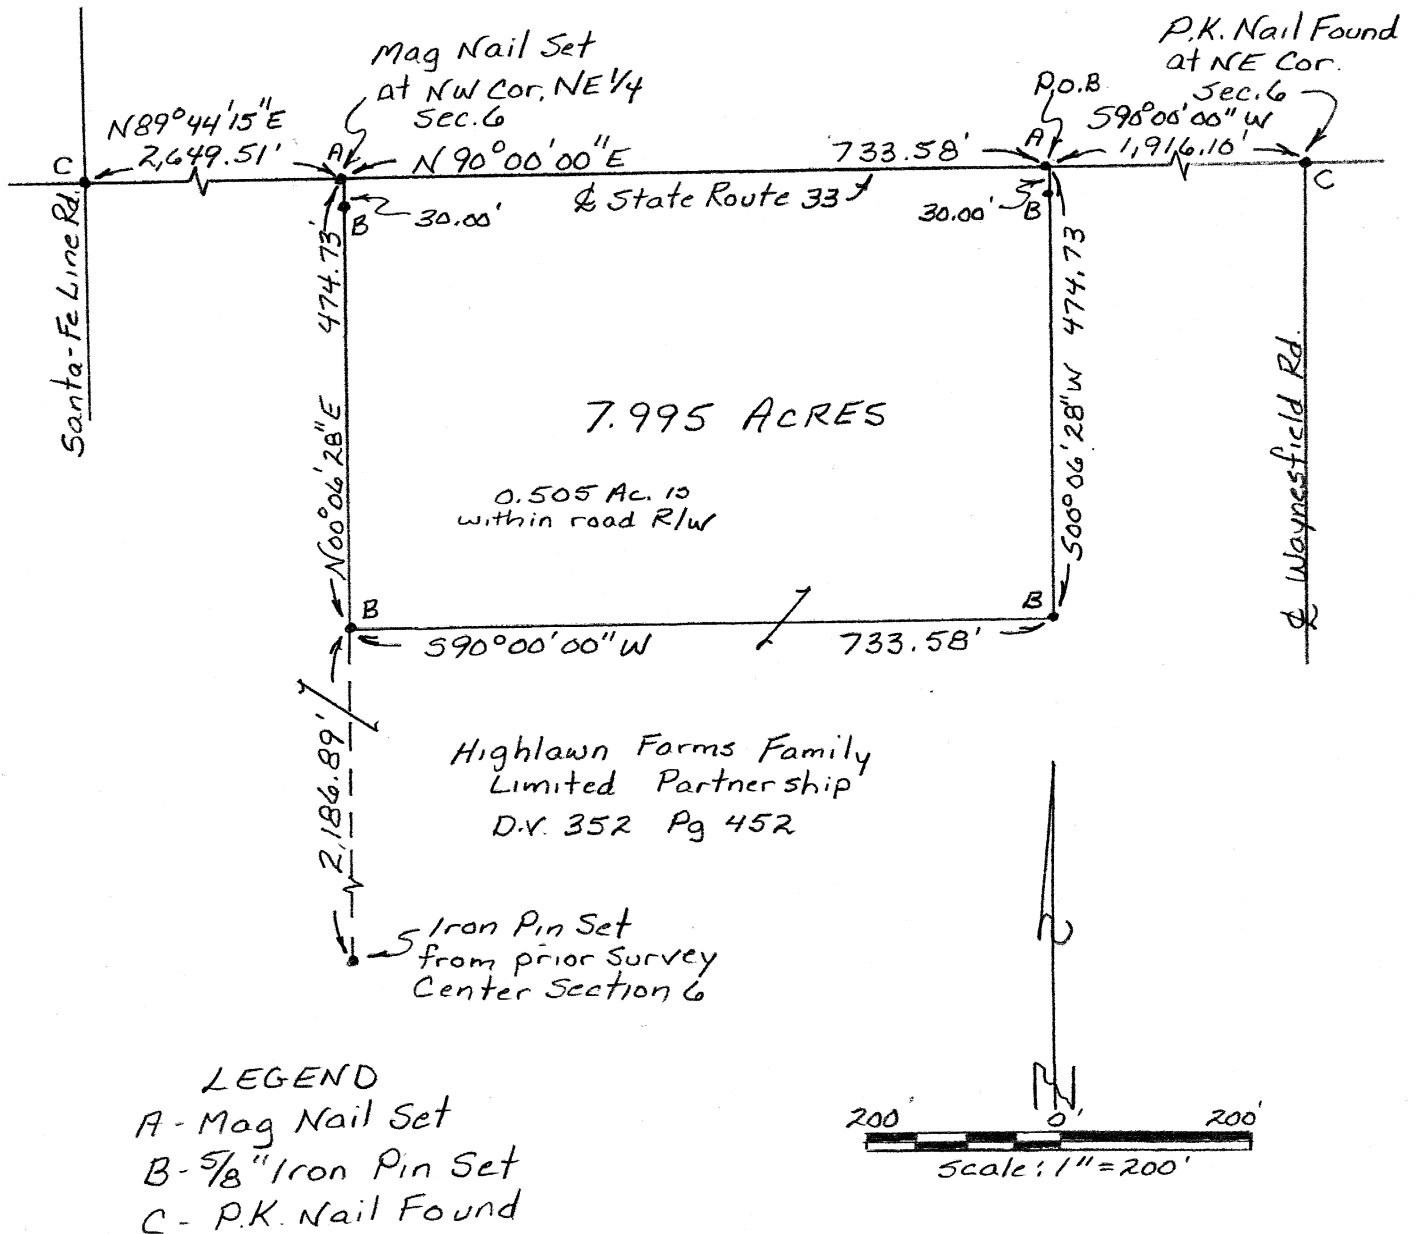 Mag Nail Set
at NW Cor. NE 1/4
Sec. 6
P.K. Nail Found
at NE Cor.
Sec. 6
P.O.B
N89°44'15"E
2,649.51'
S90°00'00"W
1,916.10'
C
A
N 90°00'00"E
733.58'
A
C
℄ State Route 33
B
30.00'
30.00'
B
Santa-Fe Line Rd.
N00°06'28"E 474.73'
S00°06'28"W 474.73
℄ Waynesfield Rd.
7.995 ACRES
0.505 Ac. is
within road R/W
B
B
S90°00'00"W
733.58'
2,186.89'
Highlawn Farms Family
Limited Partnership
D.V. 352 Pg 452
Iron Pin Set
from prior survey
Center Section 6
N
LEGEND
A - Mag Nail Set
B - 5/8" Iron Pin Set
C - P.K. Nail Found
200' 0' 200'
Scale: 1"=200'